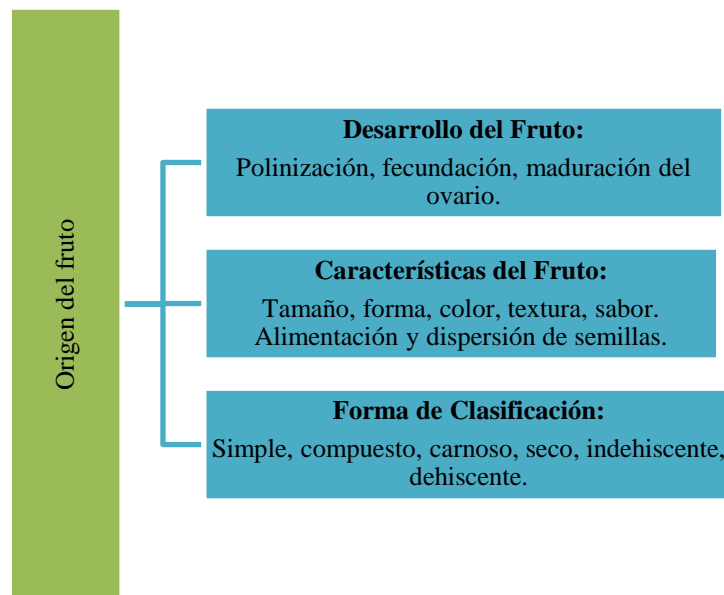 Origen del fruto
Desarrollo del Fruto:
Polinización, fecundación, maduración del
ovario.
Características del Fruto:
Tamaño, forma, color, textura, sabor.
Alimentación y dispersión de semillas.
Forma de Clasificación:
Simple, compuesto, carnoso, seco, indehiscente,
dehiscente.